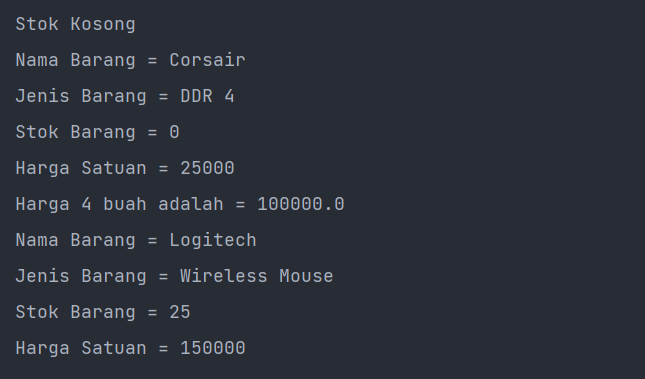 Stok Kosong
Nama Barang = Corsair
Jenis Barang = DDR 4
Stok Barang = 0
Harga Satuan = 25000
Harga 4 buah adalah = 100000.0
Nama Barang = Logitech
Jenis Barang = Wireless Mouse
Stok Barang = 25
Harga Satuan = 150000